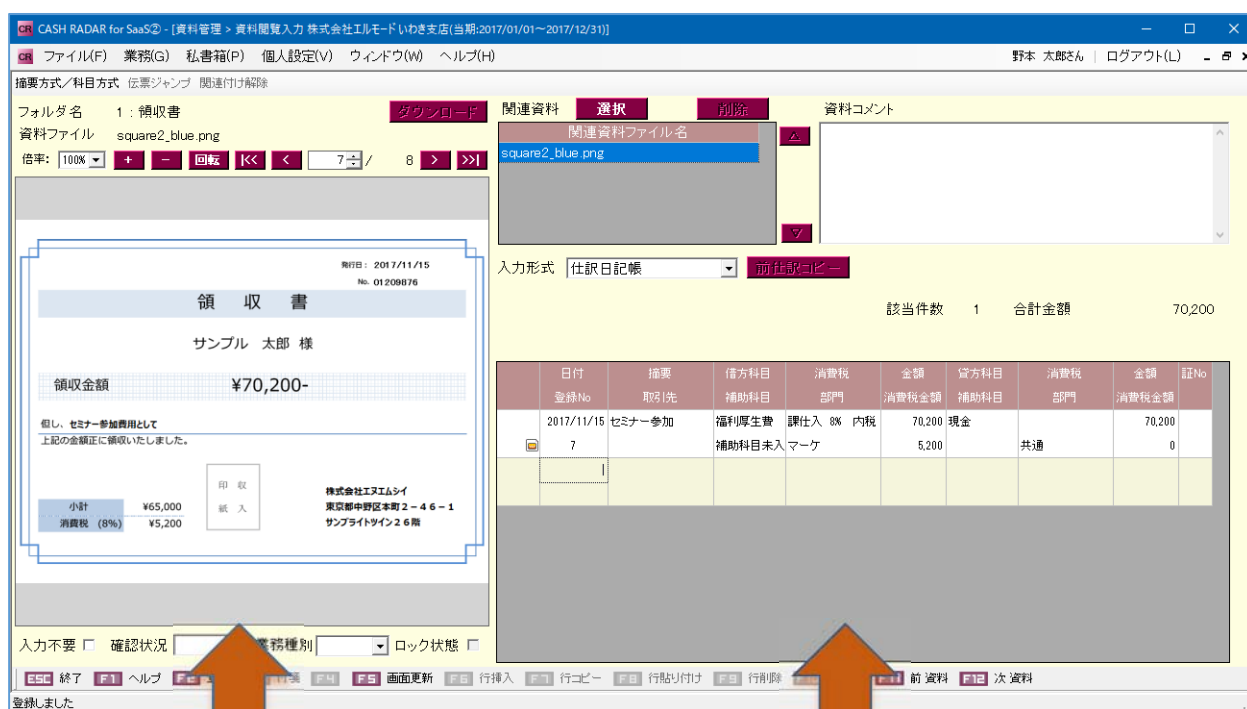 CR CASH RADAR for SaaS② - [資料管理 > 資料閲覧入力 株式会社エルモードいわき支店(当期:2017/01/01～2017/12/31)]
CR ファイル(F) 業務(G) 私書箱(P) 個人設定(V) ウィンドウ(W) ヘルプ(H) 野本 太郎さん | ログアウト(L)
摘要方式／科目方式 伝票ジャンプ 関連付け解除
フォルダ名 1 : 領収書 ダウンロード
資料ファイル square2_blue.png
倍率: 100% + - 回転 |<< < 7 / 8 > >>|
発行日： 2017/11/15
No. 01209876
領 収 書
サンプル 太郎 様
領収金額 ¥70,200-
但し、セミナー参加費用として
上記の金額正に領収いたしました。
印 収
紙 入
小計 ¥65,000
消費税 (8%) ¥5,200
株式会社エヌエムシイ
東京都中野区本町２－４６－１
サンブライトツイン２６階
入力不要 確認状況 業務種別 ロック状態
関連資料 選択 削除 資料コメント
関連資料ファイル名
square2_blue.png
入力形式 仕訳日記帳 前仕訳コピー
該当件数 1 合計金額 70,200
日付 摘要 借方科目 消費税 金額 貸方科目 消費税 金額 証No
登録No 取引先 補助科目 部門 消費税金額 補助科目 部門 消費税金額
2017/11/15 セミナー参加 福利厚生費 課仕入 8% 内税 70,200 現金 70,200
7 補助科目未入 マーケ 5,200 共通 0
ESC 終了 F1 ヘルプ F4 F5 画面更新 F6 行挿入 F7 行コピー F8 行貼り付け F9 行削除 F11 前 資料 F12 次 資料
登録しました